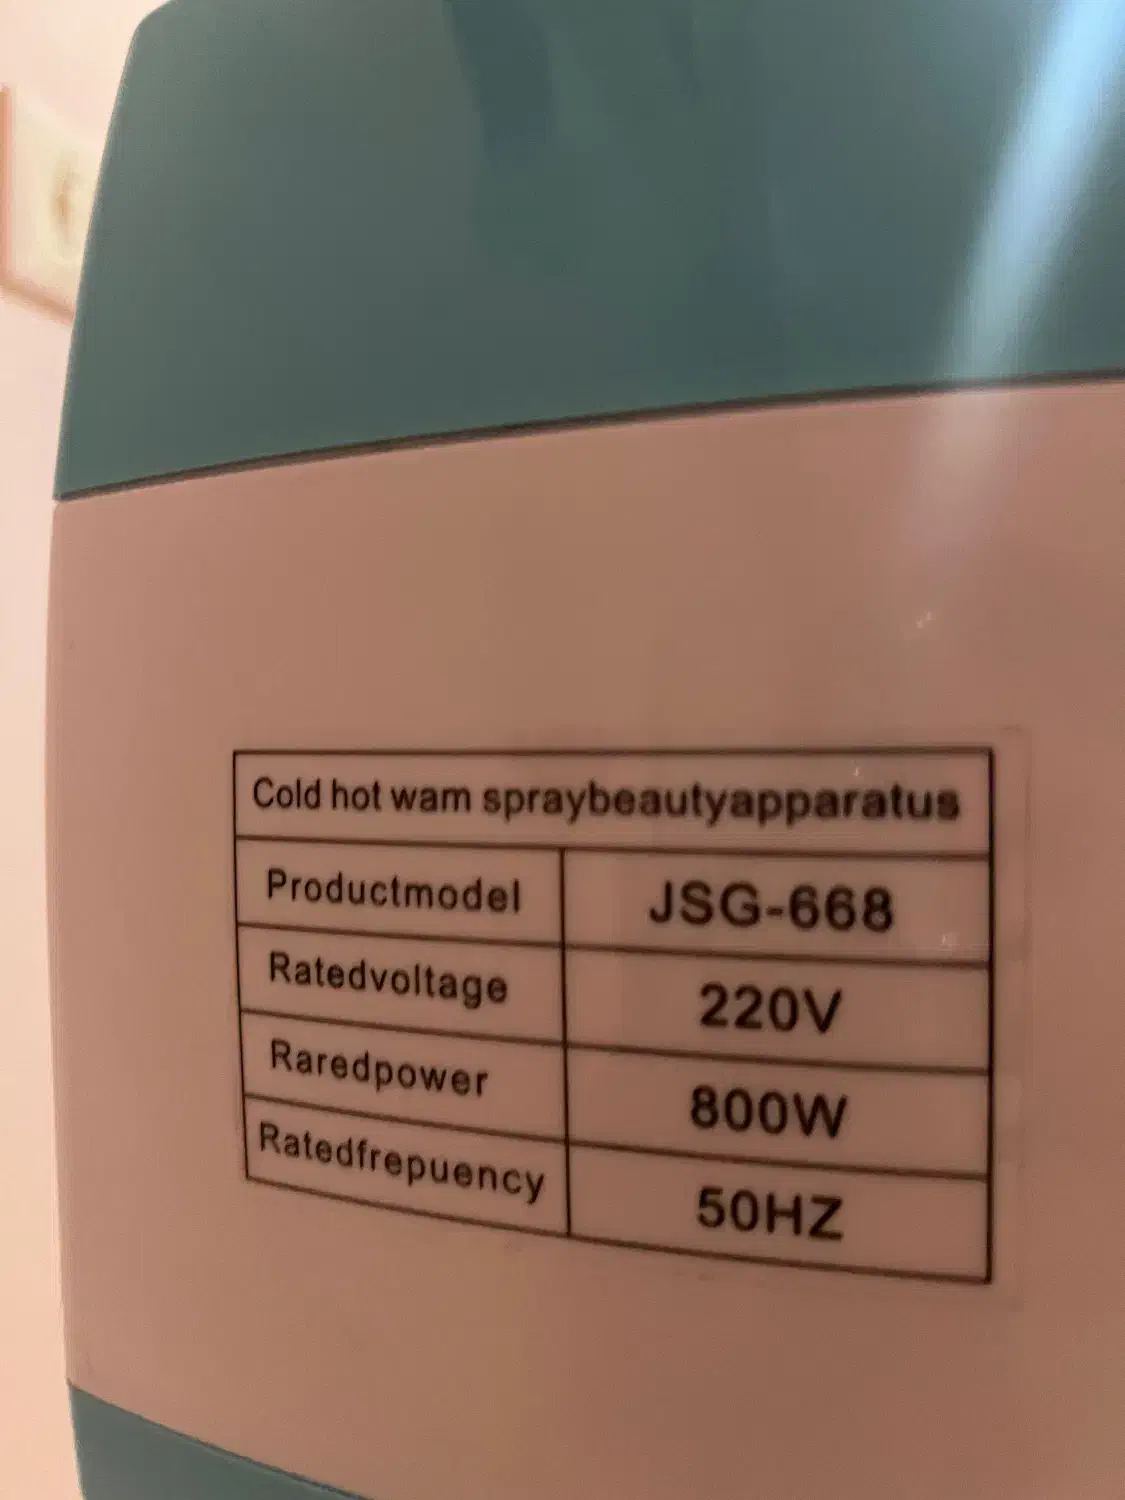 Cold hot wam spraybeautyapparatus
Productmodel JSG-668
Ratedvoltage 220V
Raredpower 800W
Ratedfrepuency 50HZ